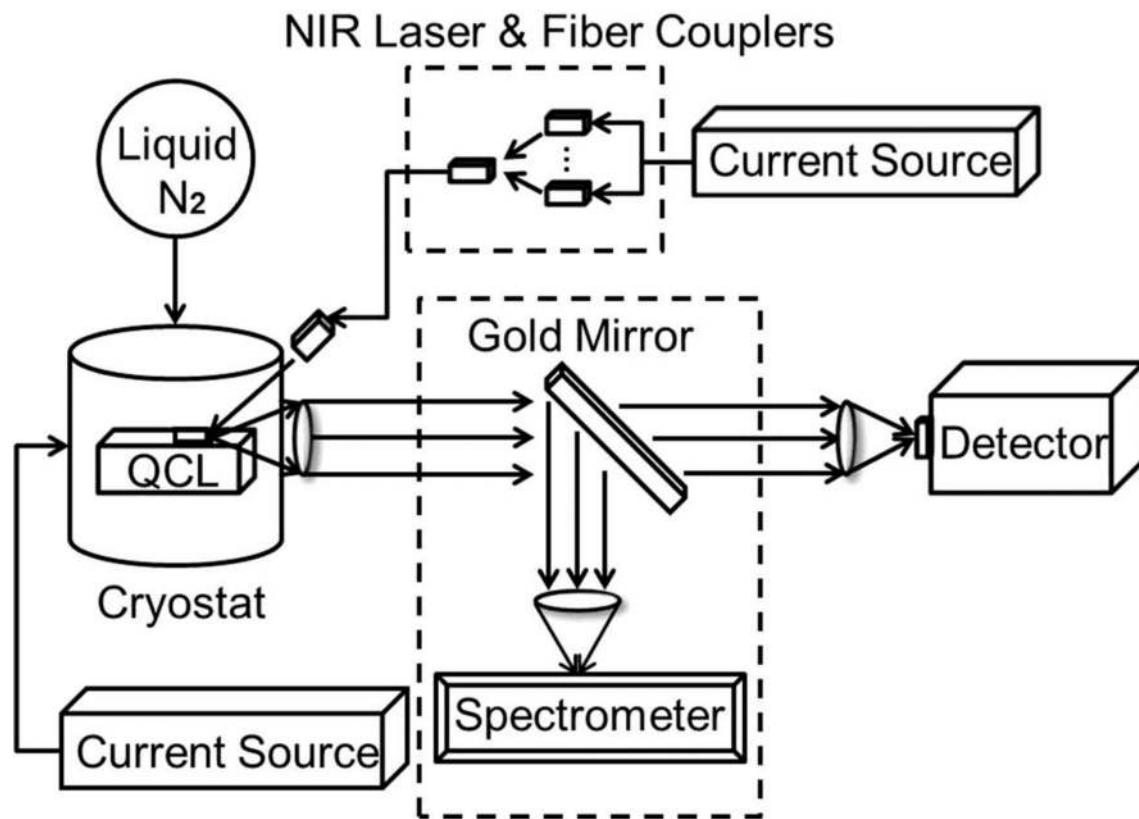 NIR Laser & Fiber Couplers
Liquid
N2
Current Source
Gold Mirror
QCL
Detector
Cryostat
Spectrometer
Current Source